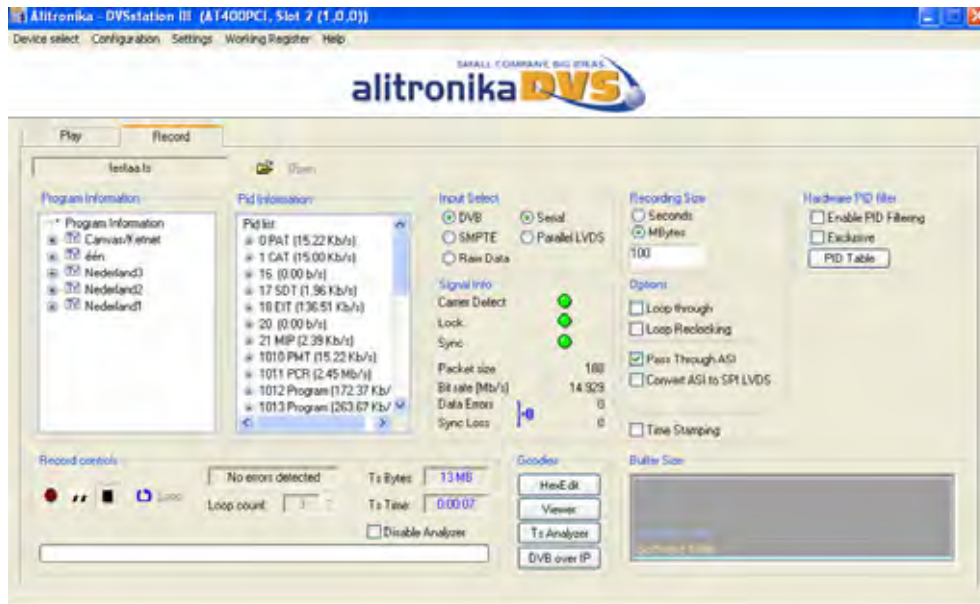 Alitronika - DVSstation III (AT400PCI, Slot 2 (1,0,0))
Device select Configuration Settings Working Register Help
SMALL COMPANY, BIG IDEAS
alitronika DVS
Play Record
Open
Program Information
Program Information
Canvas/Ketnet
één
Nederland3
Nederland2
Nederland1
Pid Information
Pid list
0 PAT (15.22 Kb/s)
1 CAT (15.00 Kb/s)
16 (0.00 b/s)
17 SDT (1.96 Kb/s)
18 EIT (136.51 Kb/s)
20 (0.00 b/s)
21 MIP (2.39 Kb/s)
1010 PMT (15.22 Kb/s)
1011 PCR (2.45 Mb/s)
1012 Program (172.37 Kb/
1013 Program (263.67 Kb/
Input Select
DVB Serial
SMPTE Parallel LVDS
Raw Data
Signal Info
Carrier Detect
Lock
Sync
Packet size 188
Bit rate (Mb/s) 14.929
Data Errors 0
Sync Loss 0
Recording Size
Seconds
MBytes
100
Options
Loop through
Loop Reclocking
Pass Through ASI
Convert ASI to SPI LVDS
Time Stamping
Hardware PID filter
Enable PID Filtering
Exclusive
PID Table
Record controls
Loop
No errors detected
Loop count
Ts Bytes 13 MB
Ts Time 0:00:07
Disable Analyzer
Goodies
HexEdit
Viewer
Ts Analyzer
DVB over IP
Buffer Size